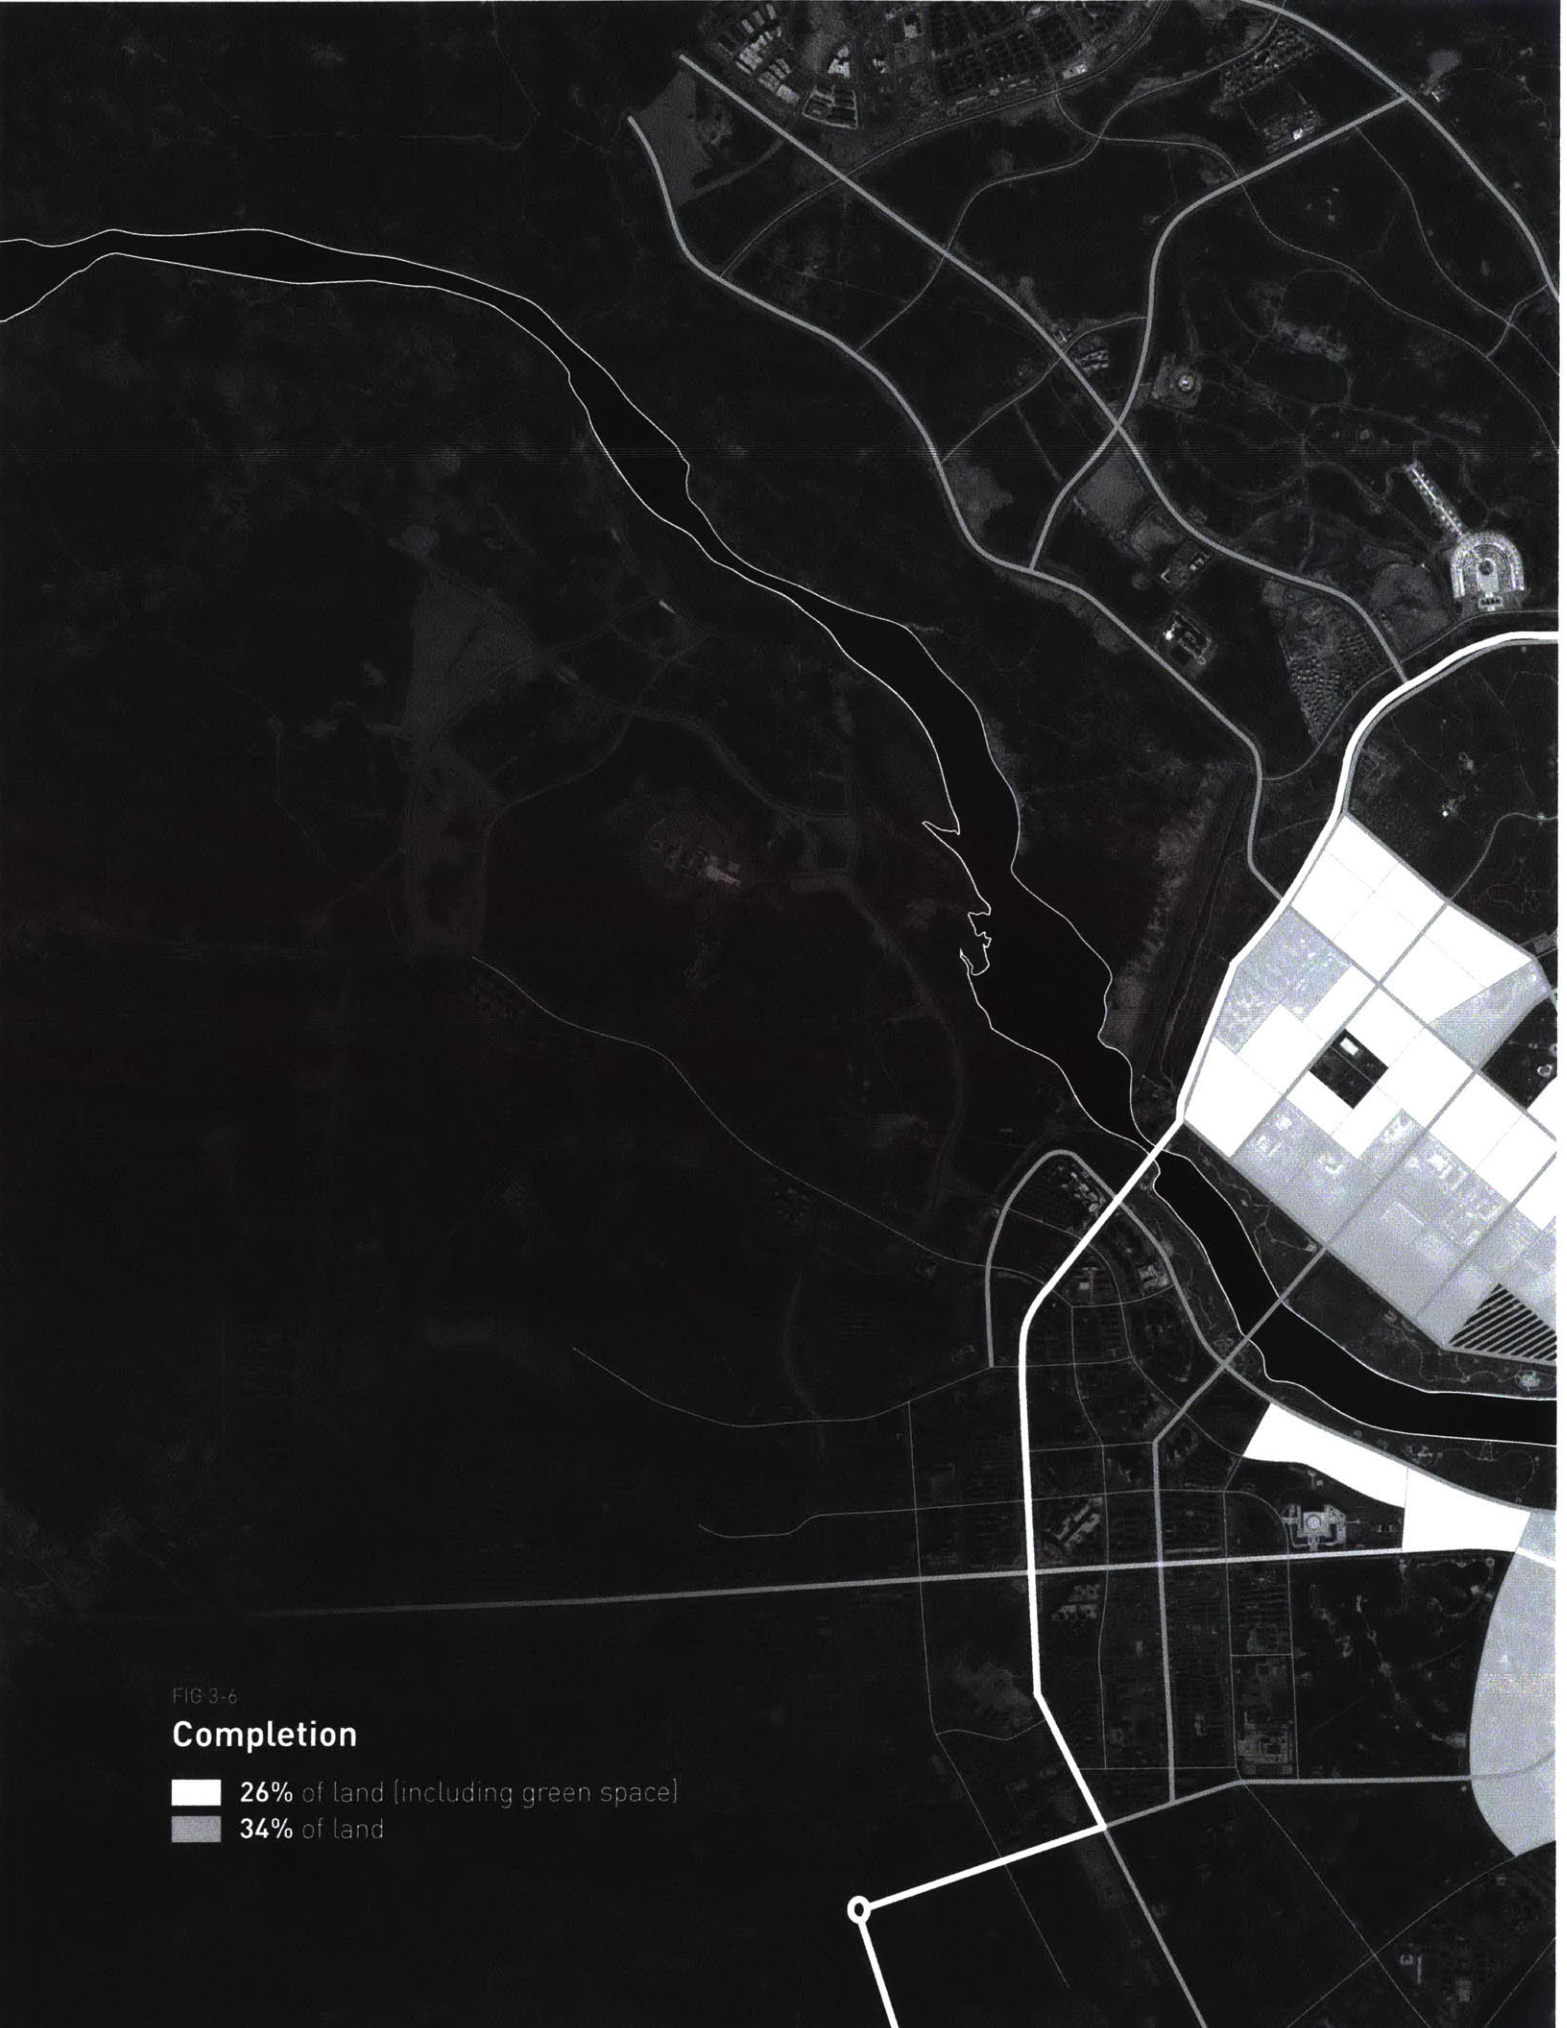 FIG 3-6
Completion
26% of land (including green space)
34% of land